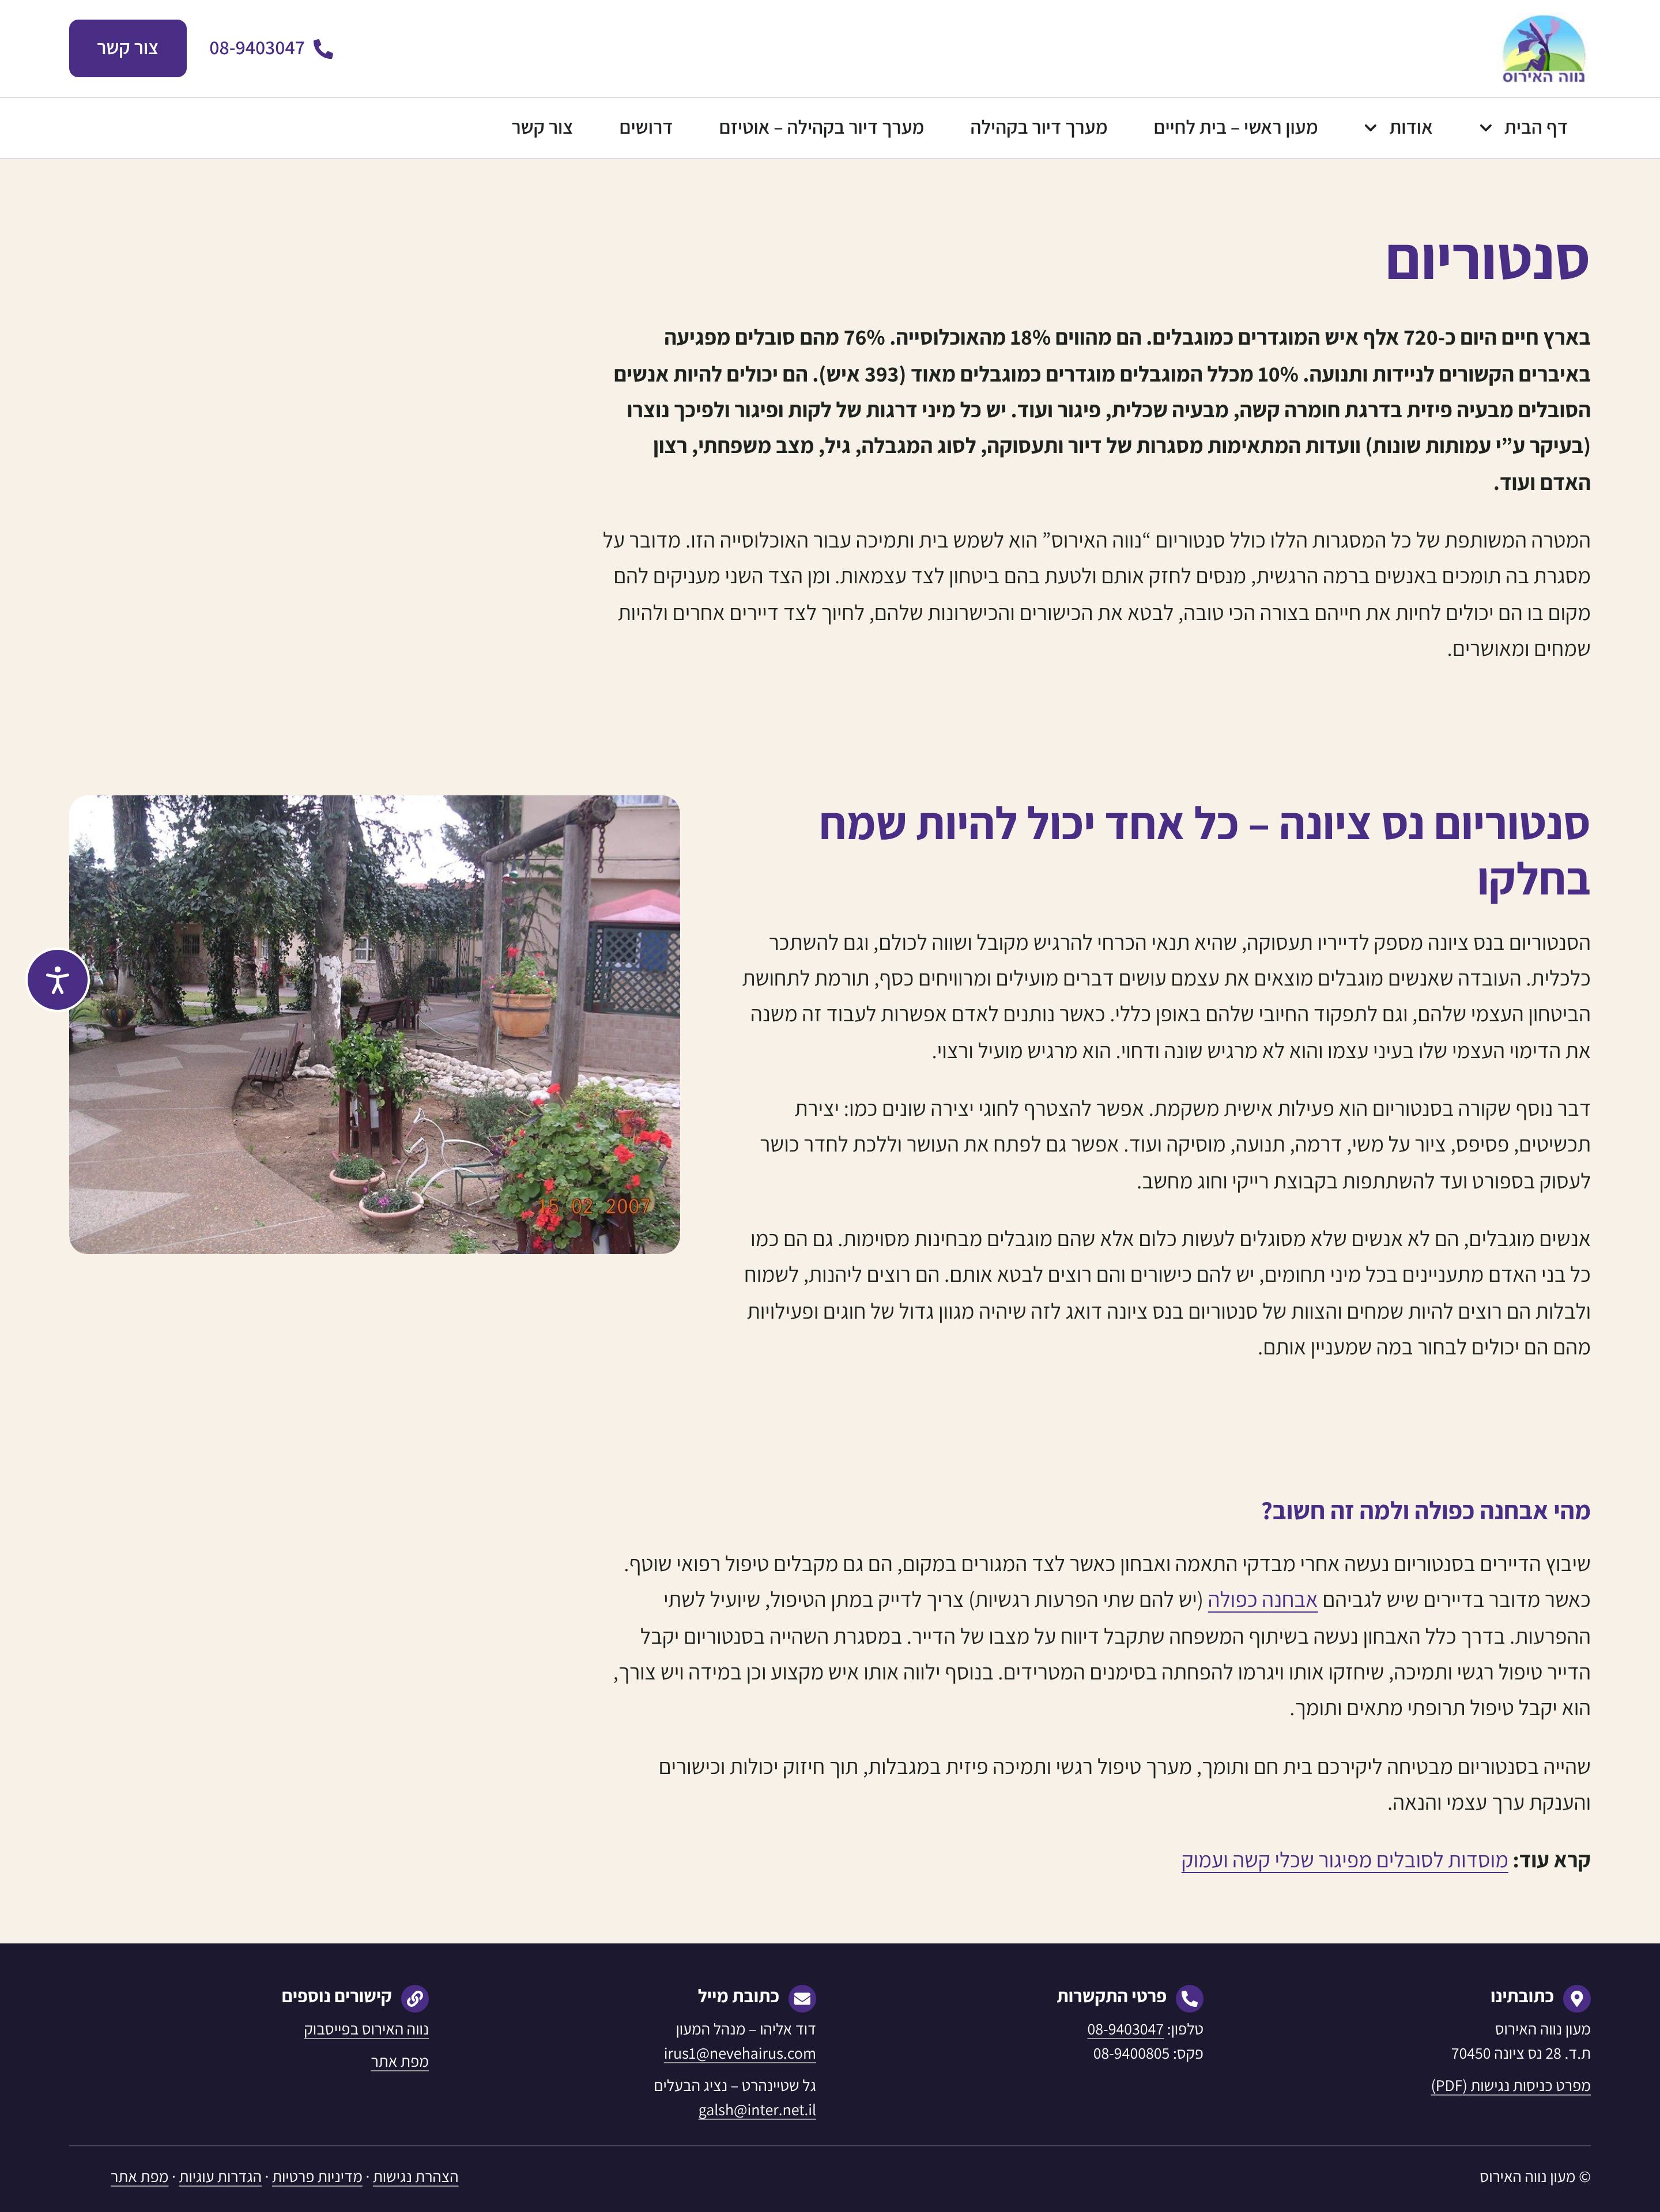 נווה האירוס
08-9403047
צור קשר
דף הבית
אודות
מעון ראשי – בית לחיים
מערך דיור בקהילה
מערך דיור בקהילה – אוטיזם
דרושים
צור קשר
סנטוריום
בארץ חיים היום כ-720 אלף איש המוגדרים כמוגבלים. הם מהווים 18% מהאוכלוסייה. 76% מהם סובלים מפגיעה
באיברים הקשורים לניידות ותנועה. 10% מכלל המוגבלים מוגדרים כמוגבלים מאוד (393 איש). הם יכולים להיות אנשים
הסובלים מבעיה פיזית בדרגת חומרה קשה, מבעיה שכלית, פיגור ועוד. יש כל מיני דרגות של לקות ופיגור ולפיכך נוצרו
(בעיקר ע”י עמותות שונות) וועדות המתאימות מסגרות של דיור ותעסוקה, לסוג המגבלה, גיל, מצב משפחתי, רצון
האדם ועוד.
המטרה המשותפת של כל המסגרות הללו כולל סנטוריום “נווה האירוס” הוא לשמש בית ותמיכה עבור האוכלוסייה הזו. מדובר על
מסגרת בה תומכים באנשים ברמה הרגשית, מנסים לחזק אותם ולטעת בהם ביטחון לצד עצמאות. ומן הצד השני מעניקים להם
מקום בו הם יכולים לחיות את חייהם בצורה הכי טובה, לבטא את הכישורים והכישרונות שלהם, לחיוך לצד דיירים אחרים ולהיות
שמחים ומאושרים.
סנטוריום נס ציונה – כל אחד יכול להיות שמח
בחלקו
הסנטוריום בנס ציונה מספק לדייריו תעסוקה, שהיא תנאי הכרחי להרגיש מקובל ושווה לכולם, וגם להשתכר
כלכלית. העובדה שאנשים מוגבלים מוצאים את עצמם עושים דברים מועילים ומרוויחים כסף, תורמת לתחושת
הביטחון העצמי שלהם, וגם לתפקוד החיובי שלהם באופן כללי. כאשר נותנים לאדם אפשרות לעבוד זה משנה
את הדימוי העצמי שלו בעיני עצמו והוא לא מרגיש שונה ודחוי. הוא מרגיש מועיל ורצוי.
דבר נוסף שקורה בסנטוריום הוא פעילות אישית משקמת. אפשר להצטרף לחוגי יצירה שונים כמו: יצירת
תכשיטים, פסיפס, ציור על משי, דרמה, תנועה, מוסיקה ועוד. אפשר גם לפתח את העושר וללכת לחדר כושר
לעסוק בספורט ועד להשתתפות בקבוצת רייקי וחוג מחשב.
אנשים מוגבלים, הם לא אנשים שלא מסוגלים לעשות כלום אלא שהם מוגבלים מבחינות מסוימות. גם הם כמו
כל בני האדם מתעניינים בכל מיני תחומים, יש להם כישורים והם רוצים לבטא אותם. הם רוצים ליהנות, לשמוח
ולבלות הם רוצים להיות שמחים והצוות של סנטוריום בנס ציונה דואג לזה שיהיה מגוון גדול של חוגים ופעילויות
מהם הם יכולים לבחור במה שמעניין אותם.
15 02 2007
מהי אבחנה כפולה ולמה זה חשוב?
שיבוץ הדיירים בסנטוריום נעשה אחרי מבדקי התאמה ואבחון כאשר לצד המגורים במקום, הם גם מקבלים טיפול רפואי שוטף.
כאשר מדובר בדיירים שיש לגביהם אבחנה כפולה (יש להם שתי הפרעות רגשיות) צריך לדייק במתן הטיפול, שיועיל לשתי
ההפרעות. בדרך כלל האבחון נעשה בשיתוף המשפחה שתקבל דיווח על מצבו של הדייר. במסגרת השהייה בסנטוריום יקבל
הדייר טיפול רגשי ותמיכה, שיחזקו אותו ויגרמו להפחתה בסימנים המטרידים. בנוסף ילווה אותו איש מקצוע וכן במידה ויש צורך,
הוא יקבל טיפול תרופתי מתאים ותומך.
שהייה בסנטוריום מבטיחה ליקירכם בית חם ותומך, מערך טיפול רגשי ותמיכה פיזית במגבלות, תוך חיזוק יכולות וכישורים
והענקת ערך עצמי והנאה.
קרא עוד: מוסדות לסובלים מפיגור שכלי קשה ועמוק
כתובתינו
מעון נווה האירוס
ת.ד. 28 נס ציונה 70450
מפרט כניסות נגישות (PDF)
פרטי התקשרות
טלפון: 08-9403047
פקס: 08-9400805
כתובת מייל
דוד אליהו – מנהל המעון
irus1@nevehairus.com
גל שטיינהרט – נציג הבעלים
galsh@inter.net.il
קישורים נוספים
נווה האירוס בפייסבוק
מפת אתר
© מעון נווה האירוס
הצהרת נגישות · מדיניות פרטיות · הגדרות עוגיות · מפת אתר